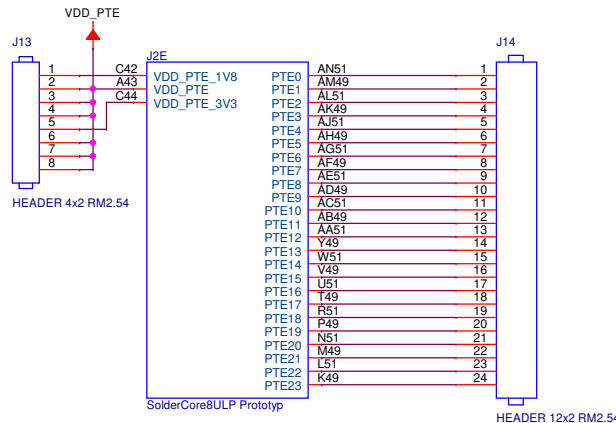 VDD_PTE
J13
J2E
J14
1 C42 VDD_PTE_1V8 PTE0 AN51 1
2 A43 VDD_PTE PTE1 AM49 2
3 C44 VDD_PTE_3V3 PTE2 AL51 3
4 PTE3 AK49 4
5 PTE4 AJ51 5
6 PTE5 AH49 6
7 PTE6 AG51 7
8 PTE7 AF49 8
PTE8 AE51 9
PTE9 AD49 10
PTE10 AC51 11
PTE11 AB49 12
PTE12 AA51 13
PTE13 Y49 14
PTE14 W51 15
PTE15 V49 16
PTE16 U51 17
PTE17 T49 18
PTE18 R51 19
PTE19 P49 20
PTE20 N51 21
PTE21 M49 22
PTE22 L51 23
PTE23 K49 24
HEADER 4x2 RM2.54
SolderCore8ULP Prototyp
HEADER 12x2 RM2.54